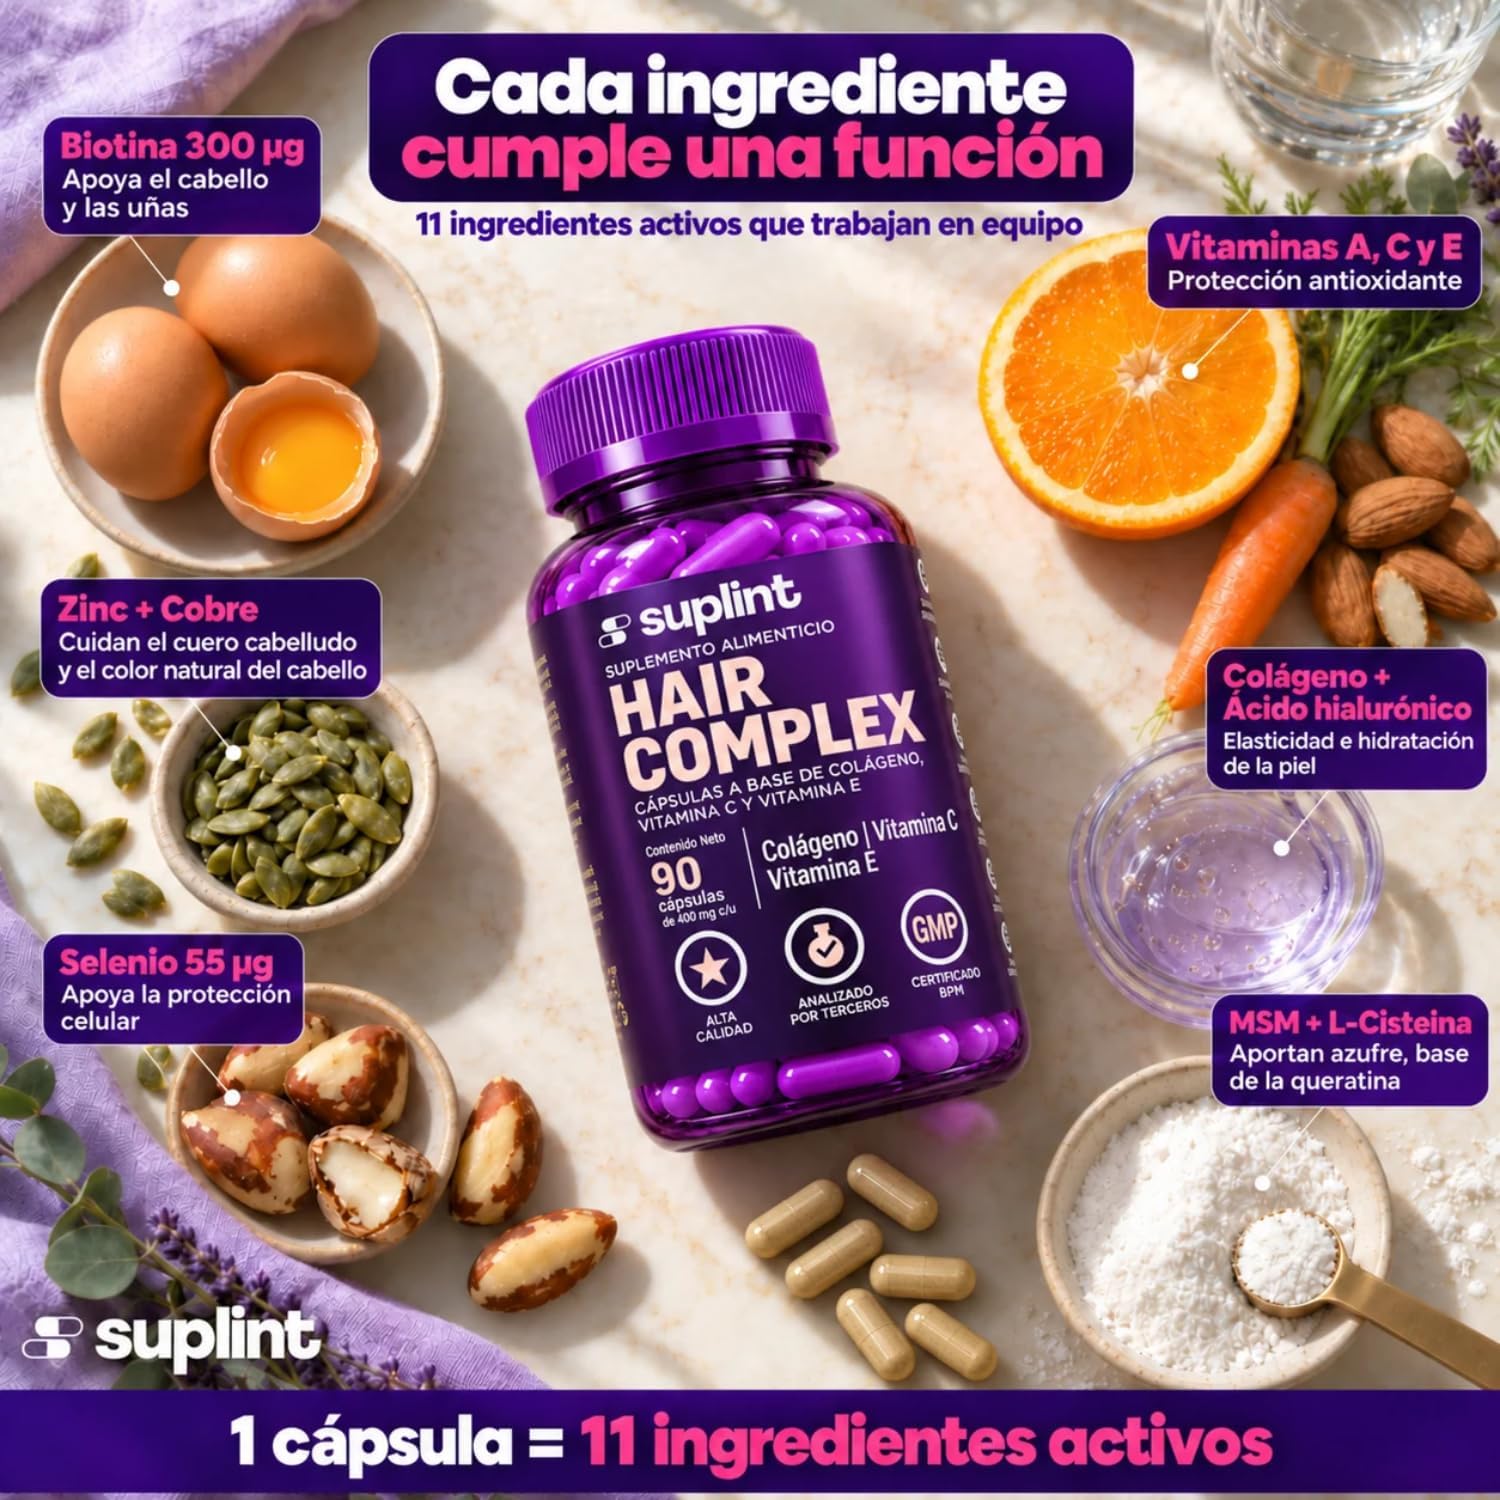 Cada ingrediente
cumple una función
11 ingredientes activos que trabajan en equipo
Biotina 300 µg
Apoya el cabello
y las uñas
Vitaminas A, C y E
Protección antioxidante
Zinc + Cobre
Cuidan el cuero cabelludo
y el color natural del cabello
Colágeno +
Ácido hialurónico
Elasticidad e hidratación
de la piel
Selenio 55 µg
Apoya la protección
celular
MSM + L-Cisteina
Aportan azufre, base
de la queratina
suplint
SUPLEMENTO ALIMENTICIO
HAIR
COMPLEX
CÁPSULAS A BASE DE COLÁGENO,
VITAMINA C Y VITAMINA E
Contenido Neto
90
cápsulas
de 400 mg c/u
Colágeno | Vitamina C
Vitamina E
ALTA
CALIDAD
ANALIZADO
POR TERCEROS
GMP
CERTIFICADO
BPM
suplint
1 cápsula = 11 ingredientes activos